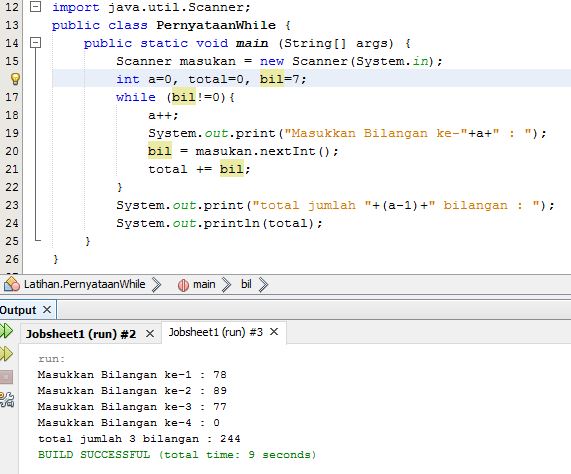 12 import java.util.Scanner;
13 public class PernyataanWhile {
14 public static void main (String[] args) {
15 Scanner masukan = new Scanner(System.in);
int a=0, total=0, bil=7;
17 while (bil!=0){
18 a++;
19 System.out.print("Masukkan Bilangan ke-"+a+" : ");
20 bil = masukan.nextInt();
21 total += bil;
22 }
23 System.out.print("total jumlah "+(a-1)+" bilangan : ");
24 System.out.println(total);
25 }
26 }
Latihan.PernyataanWhile main bil
Output ×
Jobsheet1 (run) #2 × Jobsheet1 (run) #3 ×
run:
Masukkan Bilangan ke-1 : 78
Masukkan Bilangan ke-2 : 89
Masukkan Bilangan ke-3 : 77
Masukkan Bilangan ke-4 : 0
total jumlah 3 bilangan : 244
BUILD SUCCESSFUL (total time: 9 seconds)